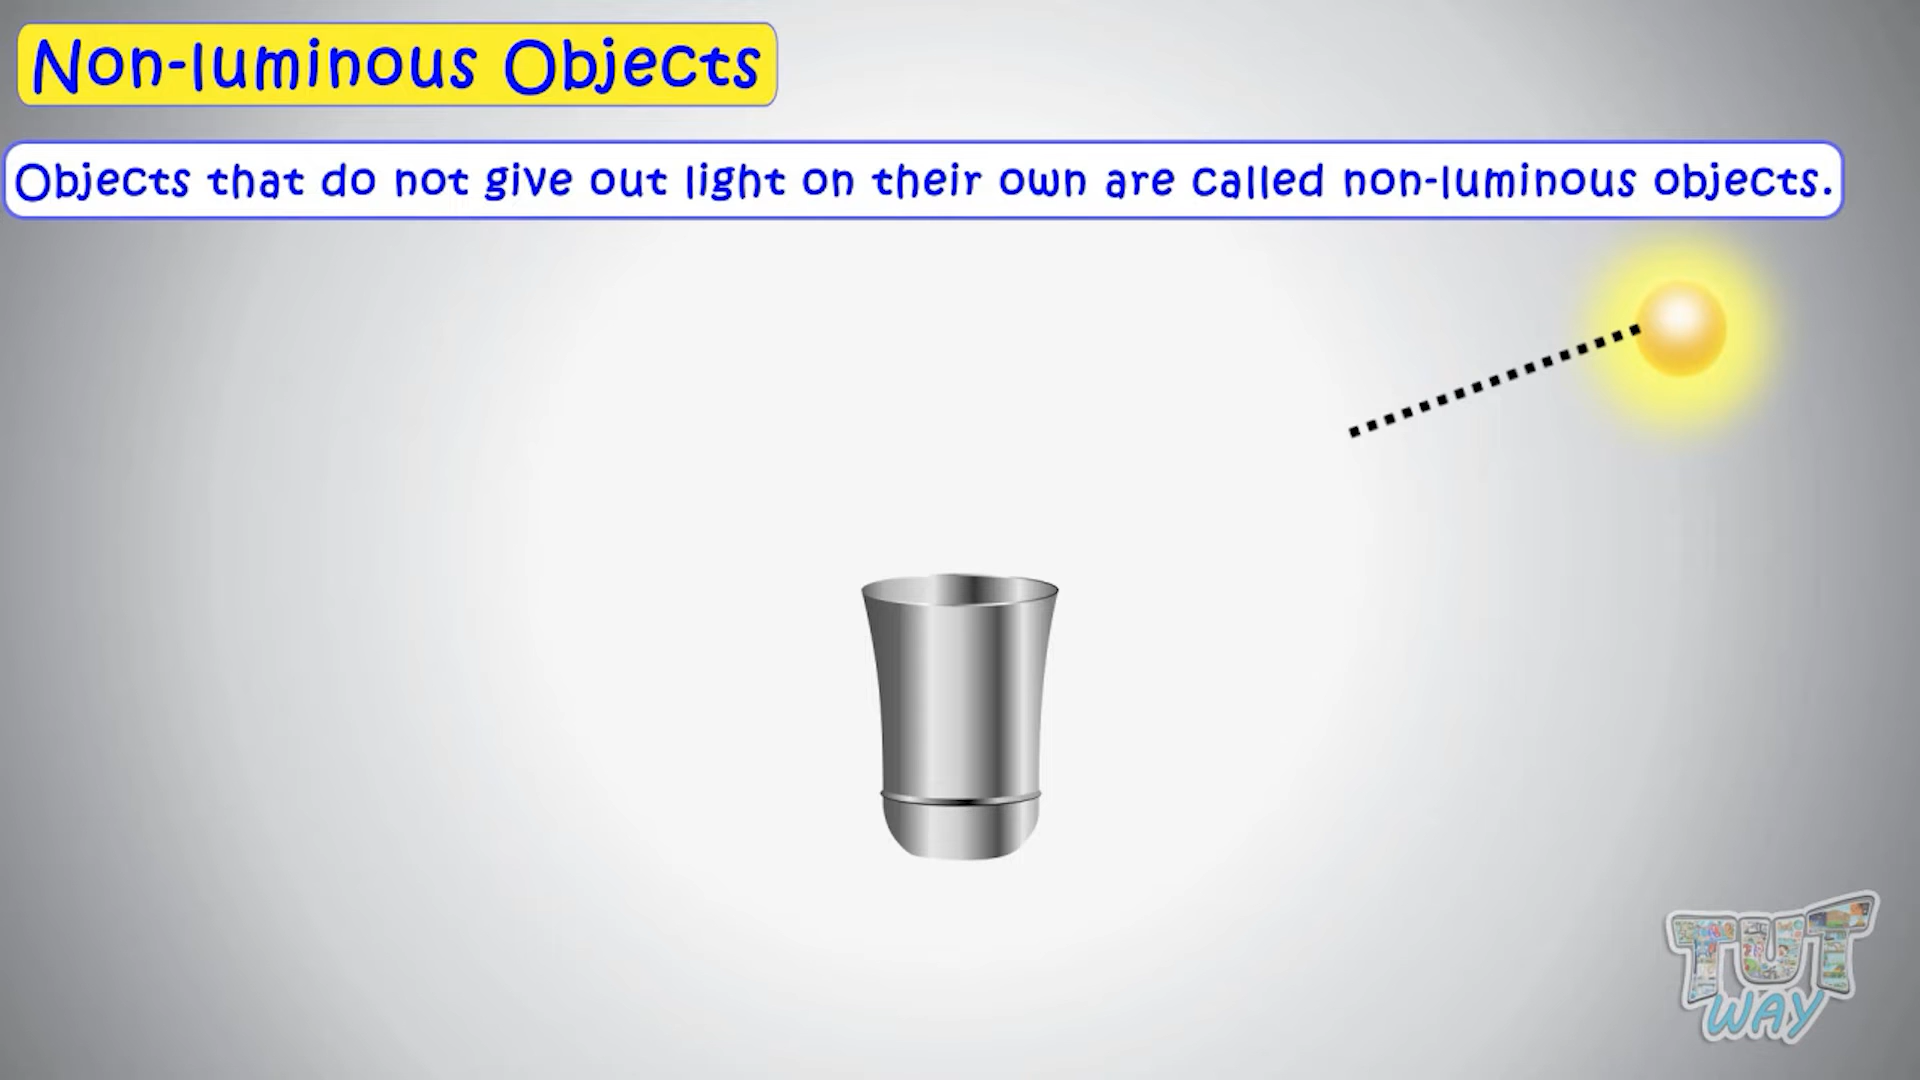 Non-luminous Objects
Objects that do not give out light on their own are called non-luminous objects.
TUT
WAY